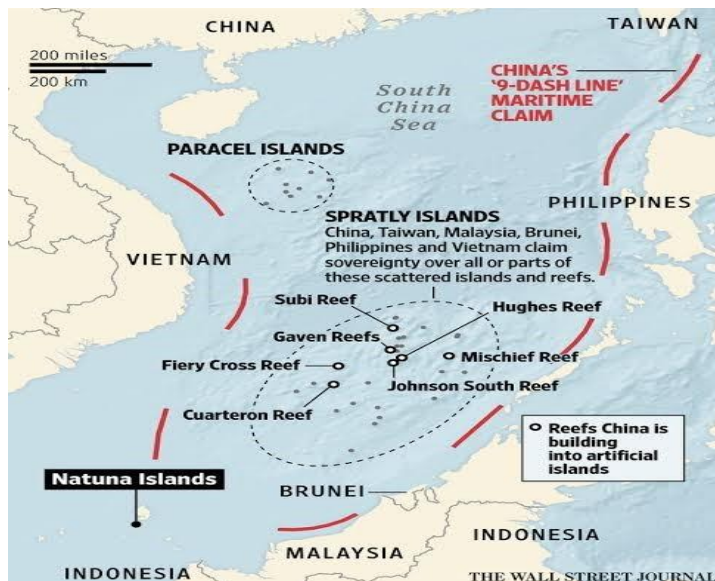 CHINA
TAIWAN
200 miles
200 km
South
China
Sea
CHINA'S
'9-DASH LINE'
MARITIME
CLAIM
PARACEL ISLANDS
PHILIPPINES
SPRATLY ISLANDS
China, Taiwan, Malaysia, Brunei,
Philippines and Vietnam claim
sovereignty over all or parts of
these scattered islands and reefs.
VIETNAM
Subi Reef
Hughes Reef
Gaven Reefs
Fiery Cross Reef
Mischief Reef
Johnson South Reef
Cuarteron Reef
Reefs China is
building
into artificial
islands
Natuna Islands
BRUNEI
INDONESIA
MALAYSIA
INDONESIA
THE WALL STREET JOURNAL